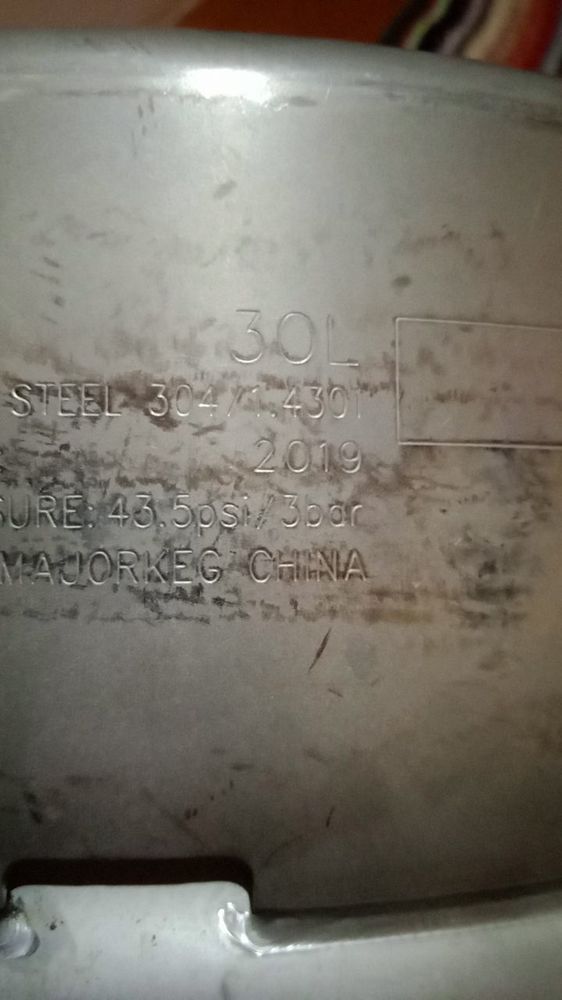 30L
STEEL 304/1.4301
2019
SURE: 43.5psi/3bar
MAJORKEG CHINA